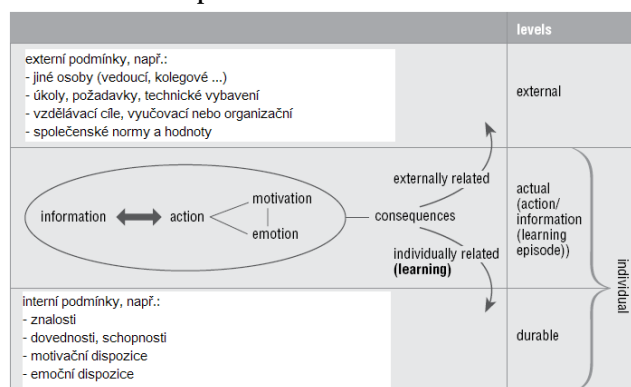 levels
externí podmínky, např.:
- jiné osoby (vedoucí, kolegové ...)
- úkoly, požadavky, technické vybavení
- vzdělávací cíle, vyučovací nebo organizační
- společenské normy a hodnoty
external
information
action
motivation
emotion
consequences
externally related
individually related
(learning)
actual
(action/
information
(learning
episode))
individual
interní podmínky, např.:
- znalosti
- dovednosti, schopnosti
- motivační dispozice
- emoční dispozice
durable